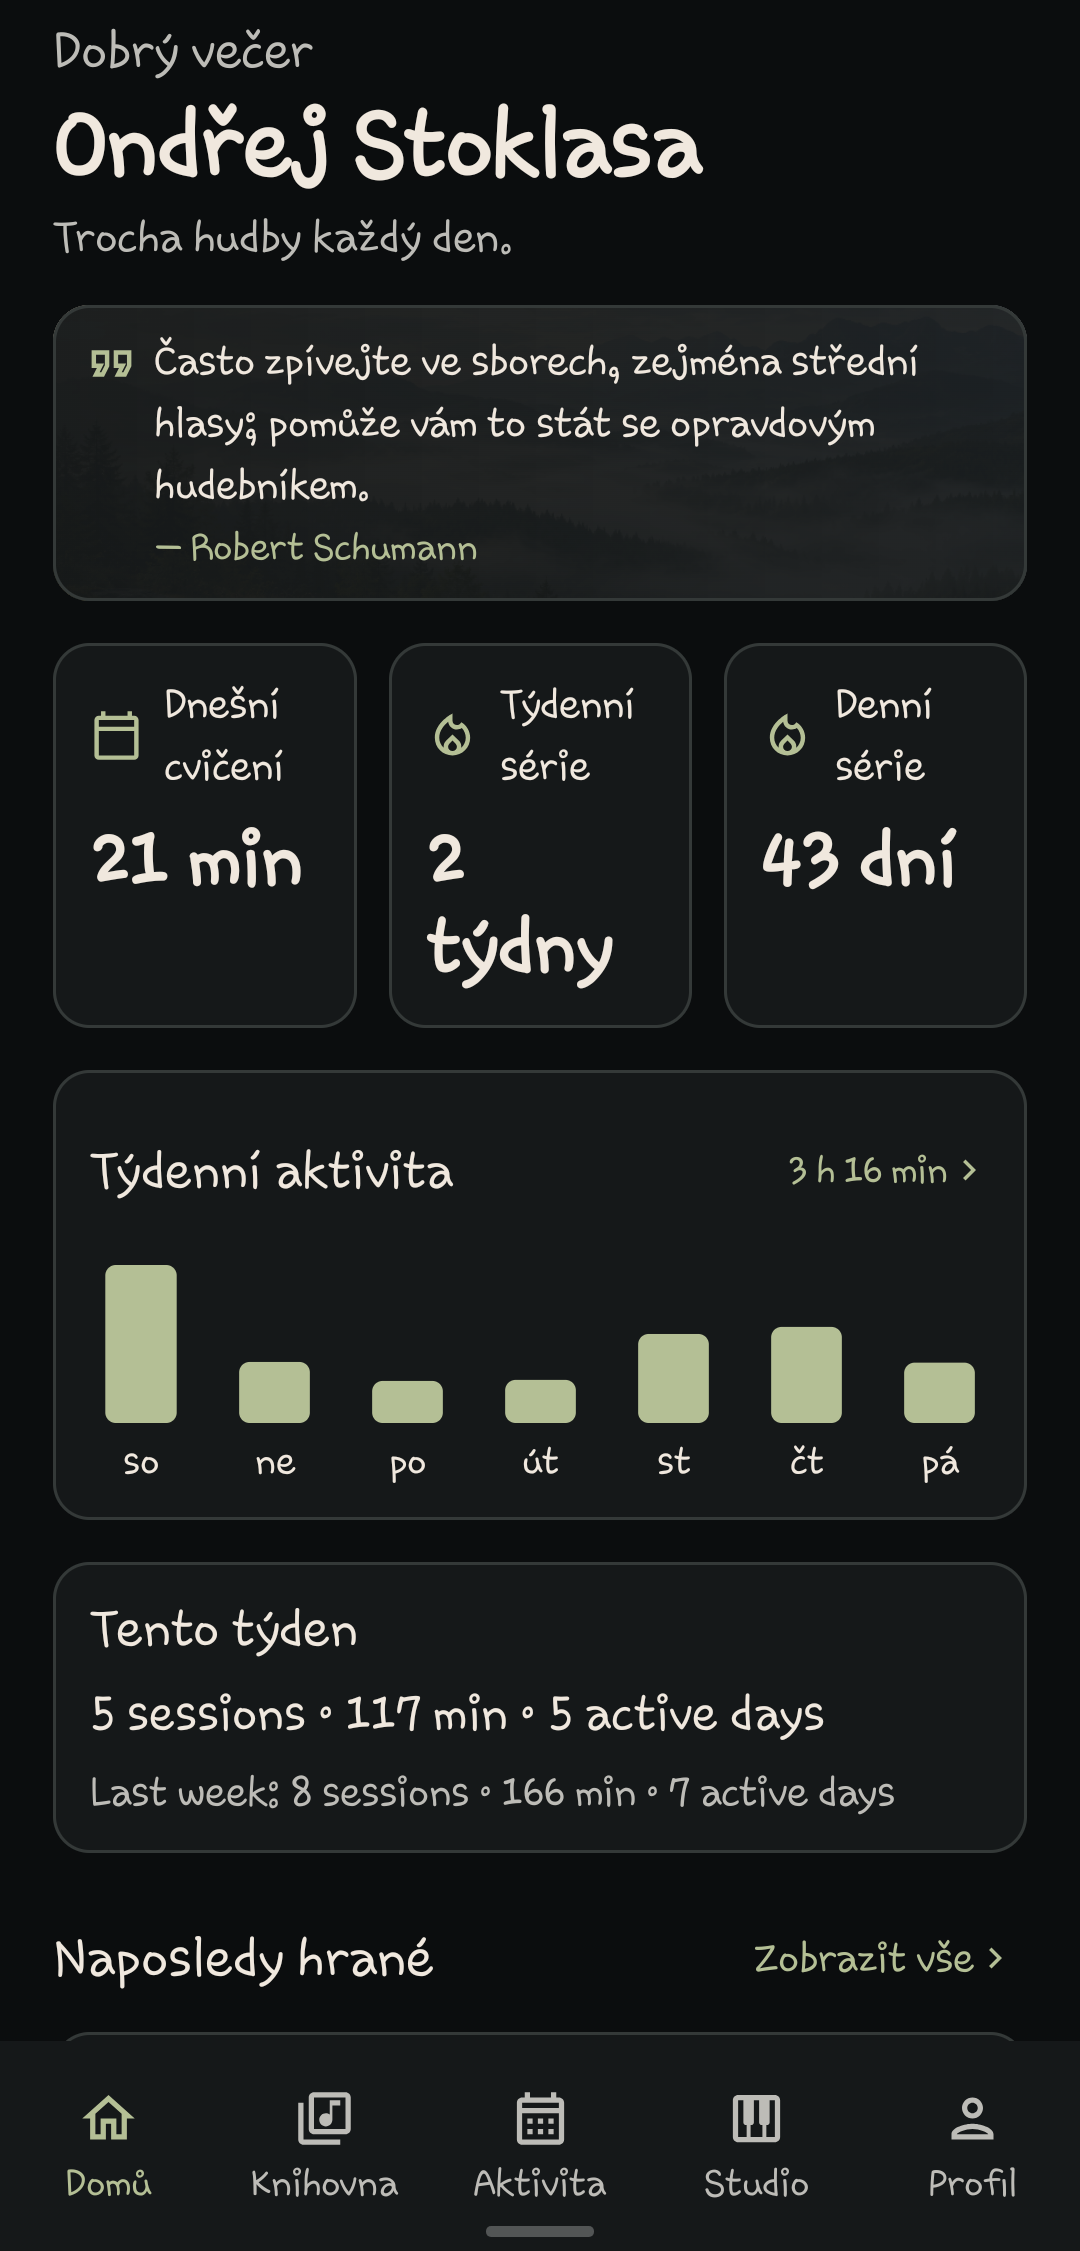 Dobrý večer
Ondřej Stoklasa
Trocha hudby každý den.
Často zpívejte ve sborech, zejména střední
hlasy; pomůže vám to stát se opravdovým
hudebníkem.
— Robert Schumann
Dnešní
cvičení
21 min
Týdenní
série
2
týdny
Denní
série
43 dní
Týdenní aktivita
3 h 16 min
so ne po út st čt pá
Tento týden
5 sessions • 117 min • 5 active days
Last week: 8 sessions • 166 min • 7 active days
Naposledy hrané
Zobrazit vše
Domů Knihovna Aktivita Studio Profil